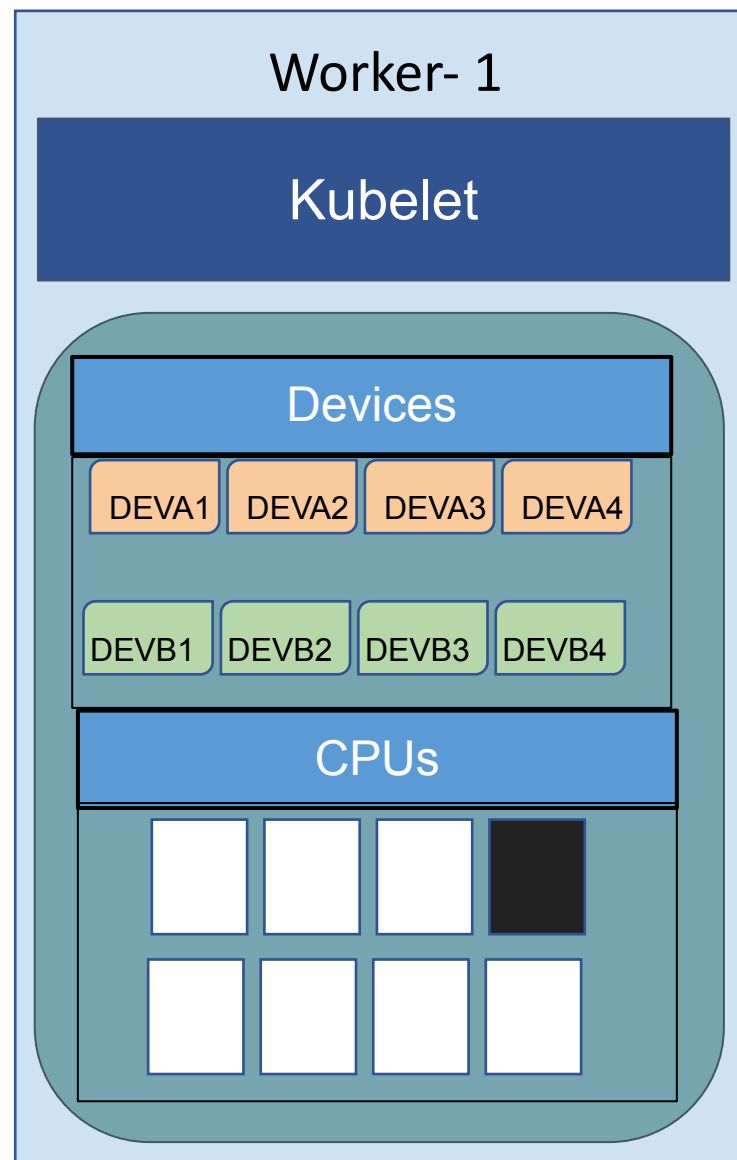 Worker- 1
Kubelet
Devices
DEVA1 DEVA2 DEVA3 DEVA4
DEVB1 DEVB2 DEVB3 DEVB4
CPUs